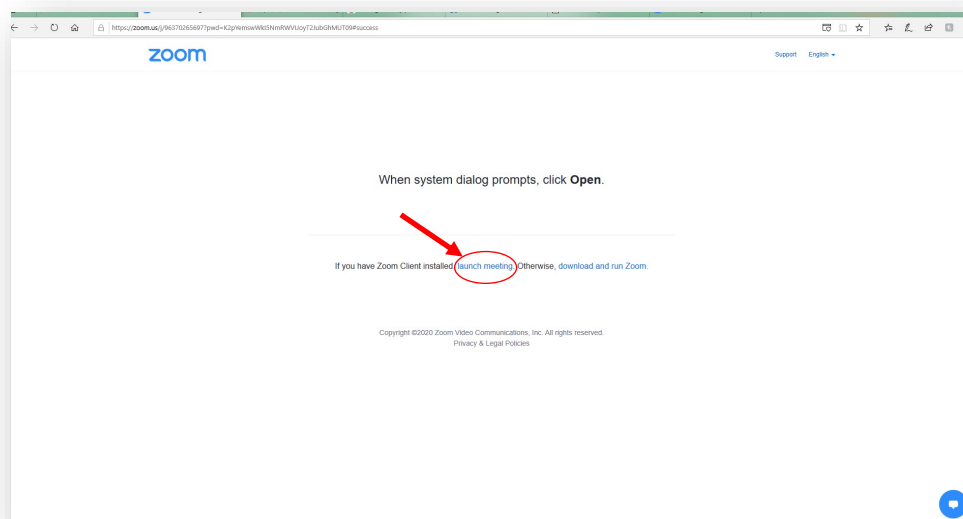 zoom
Support English
When system dialog prompts, click Open.
If you have Zoom Client installed, launch meeting. Otherwise, download and run Zoom.
Copyright ©2020 Zoom Video Communications, Inc. All rights reserved.
Privacy & Legal Policies